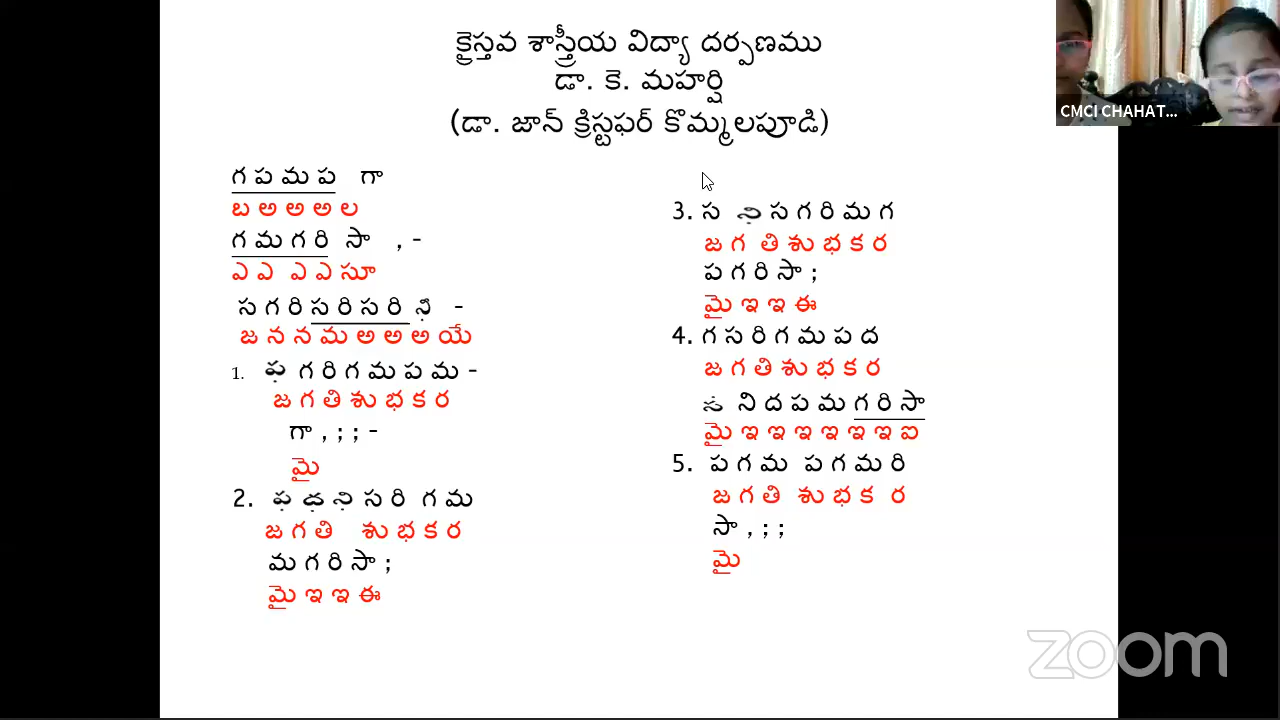 క్రైస్తవ శాస్త్రీయ విద్యా దర్పణము
డా. కె. మహర్షి
(డా. జాన్ క్రిస్టఫర్ కొమ్మలపూడి)
గ ప మ ప గా
బ అ అ అ ల
గ మ గ రి సా , -
ఎ ఎ ఎ ఎ సూ
స గ రి స రి స రి ని -
జ న న మ అ అ అ యే
1. ప గ రి గ మ ప మ -
జ గ తి శు భ క ర
గా , ; ; -
మై
2. ప ద ని స రి గ మ
జ గ తి శు భ క ర
మ గ రి సా ;
మై ఇ ఇ ఈ
3. స ని స గ రి మ గ
జ గ తి శు భ క ర
ప గ రి సా ;
మై ఇ ఇ ఈ
4. గ స రి గ మ ప ద
జ గ తి శు భ క ర
స ని ద ప మ గ రి సా
మై ఇ ఇ ఇ ఇ ఇ ఇ ఐ
5. ప గ మ ప గ మ రి
జ గ తి శు భ క ర
సా , ; ;
మై
CMCI CHAHAT...
zoom